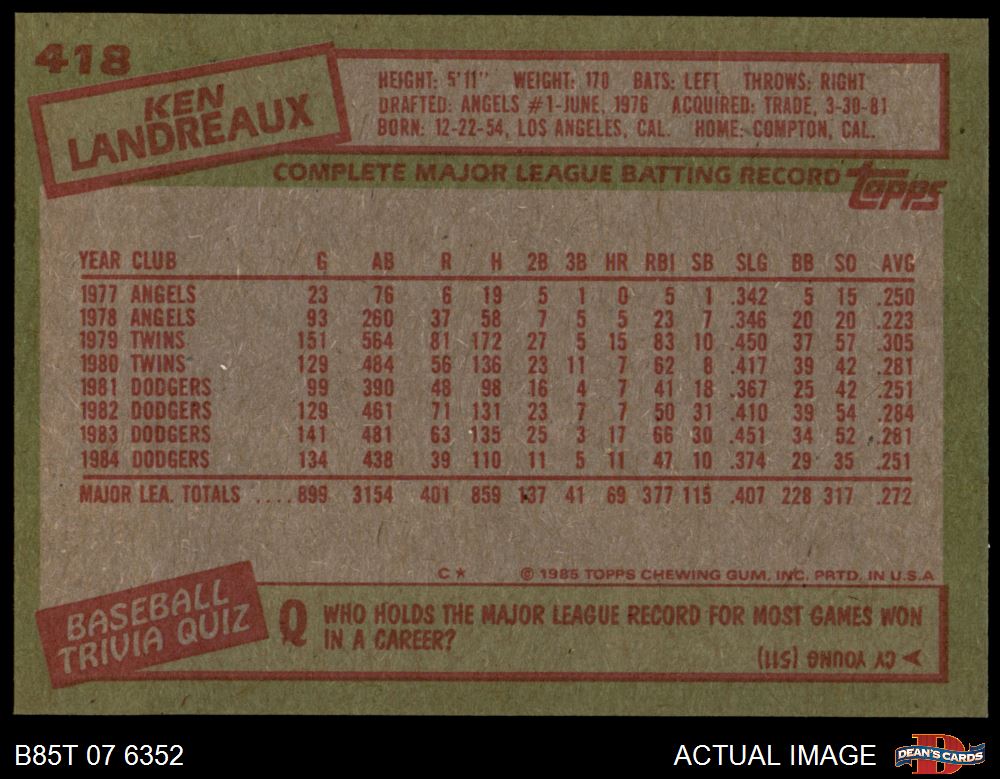 418
KEN
LANDREAUX
HEIGHT: 5'11" WEIGHT: 170 BATS: LEFT THROWS: RIGHT
DRAFTED: ANGELS #1-JUNE, 1976 ACQUIRED: TRADE, 3-30-81
BORN: 12-22-54, LOS ANGELES, CAL. HOME: COMPTON, CAL.
COMPLETE MAJOR LEAGUE BATTING RECORD topps
YEAR CLUB G AB R H 2B 3B HR RBI SB SLG BB SO AVG
1977 ANGELS 23 76 6 19 5 1 0 5 1 .342 5 15 .250
1978 ANGELS 93 260 37 58 7 5 5 23 7 .346 20 20 .223
1979 TWINS 151 564 81 172 27 5 15 83 10 .450 37 57 .305
1980 TWINS 129 484 56 136 23 11 7 62 8 .417 39 42 .281
1981 DODGERS 99 390 48 98 16 4 7 41 18 .367 25 42 .251
1982 DODGERS 129 461 71 131 23 7 7 50 31 .410 39 54 .284
1983 DODGERS 141 481 63 135 25 3 17 66 30 .451 34 52 .281
1984 DODGERS 134 438 39 110 11 5 11 47 10 .374 29 35 .251
MAJOR LEA. TOTALS ....899 3154 401 859 137 41 69 377 115 .407 228 317 .272
C* © 1985 TOPPS CHEWING GUM, INC. PRTD. IN U.S.A
BASEBALL
TRIVIA QUIZ
Q WHO HOLDS THE MAJOR LEAGUE RECORD FOR MOST GAMES WON
IN A CAREER?
CY YOUNG (511)
B85T 07 6352 ACTUAL IMAGE DEAN'S CARDS